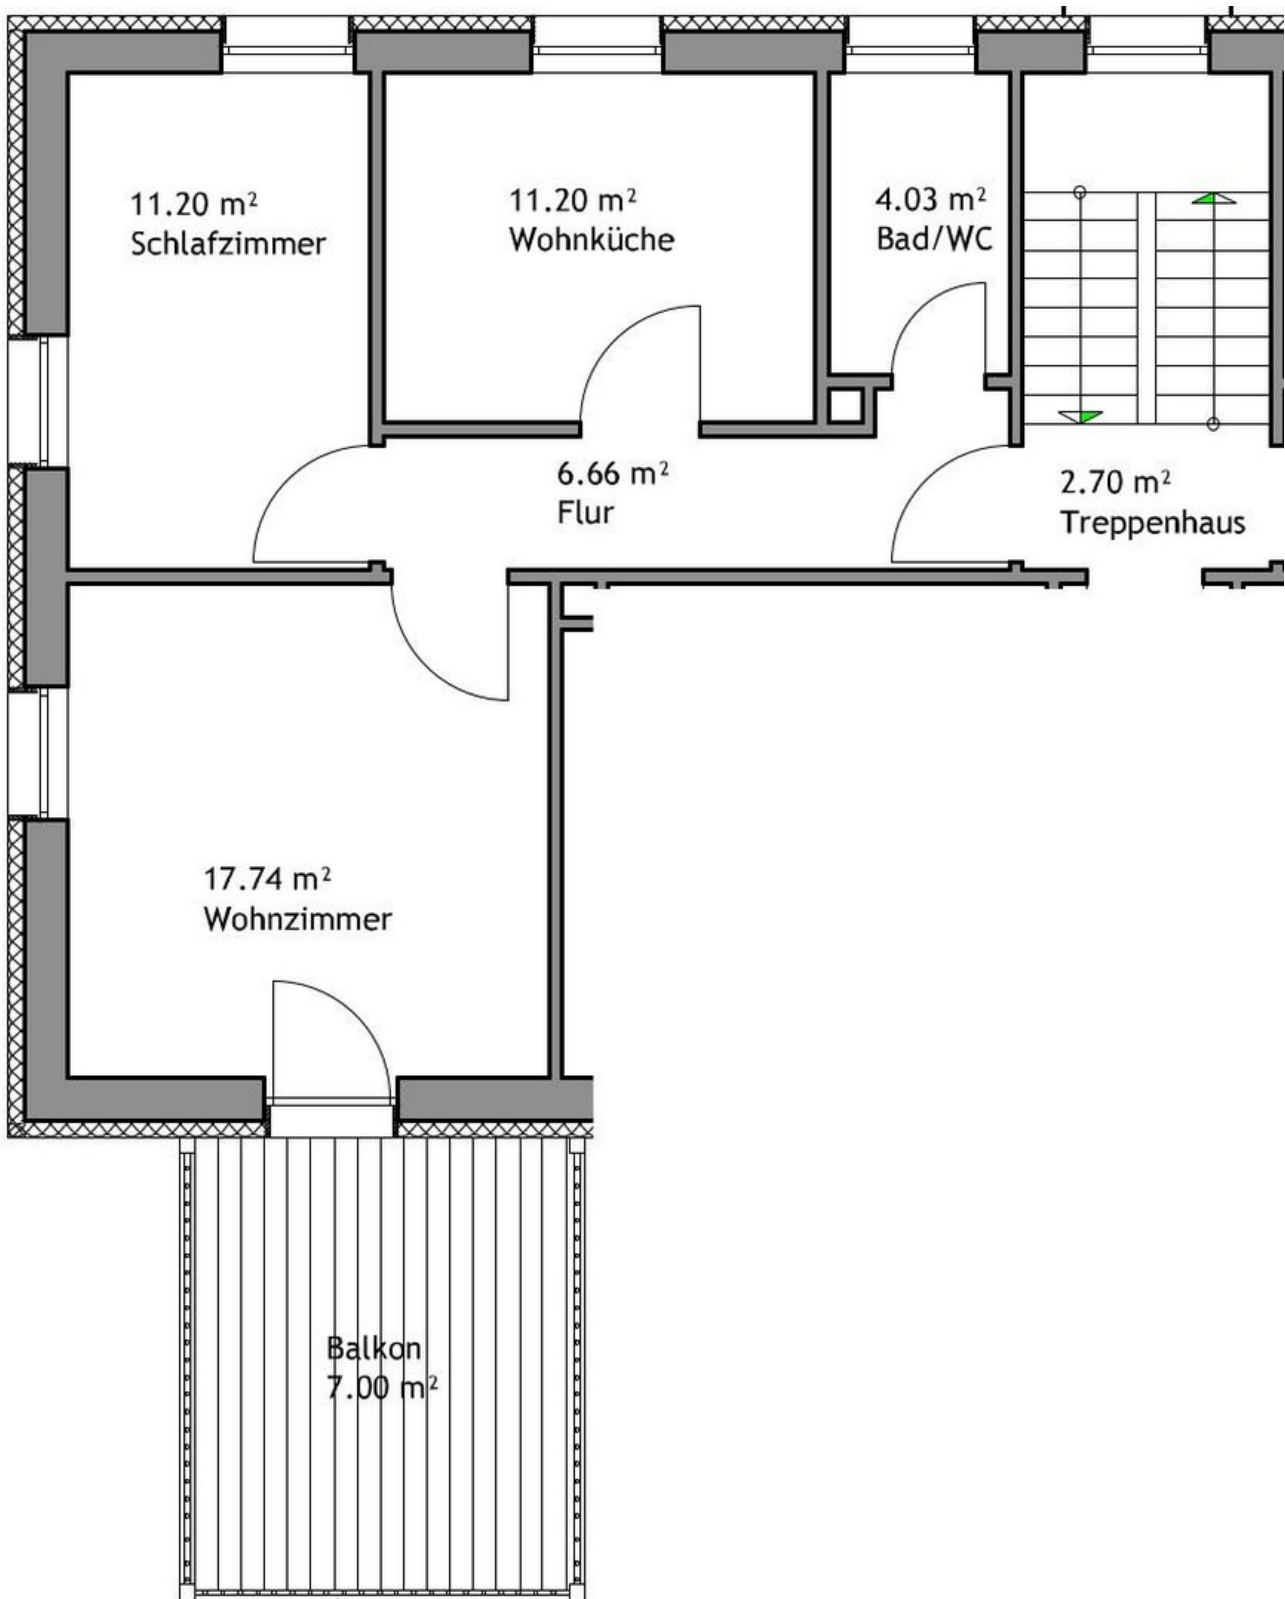 11.20 m²
Schlafzimmer
11.20 m²
Wohnküche
4.03 m²
Bad/WC
6.66 m²
Flur
2.70 m²
Treppenhaus
17.74 m²
Wohnzimmer
Balkon
7.00 m²